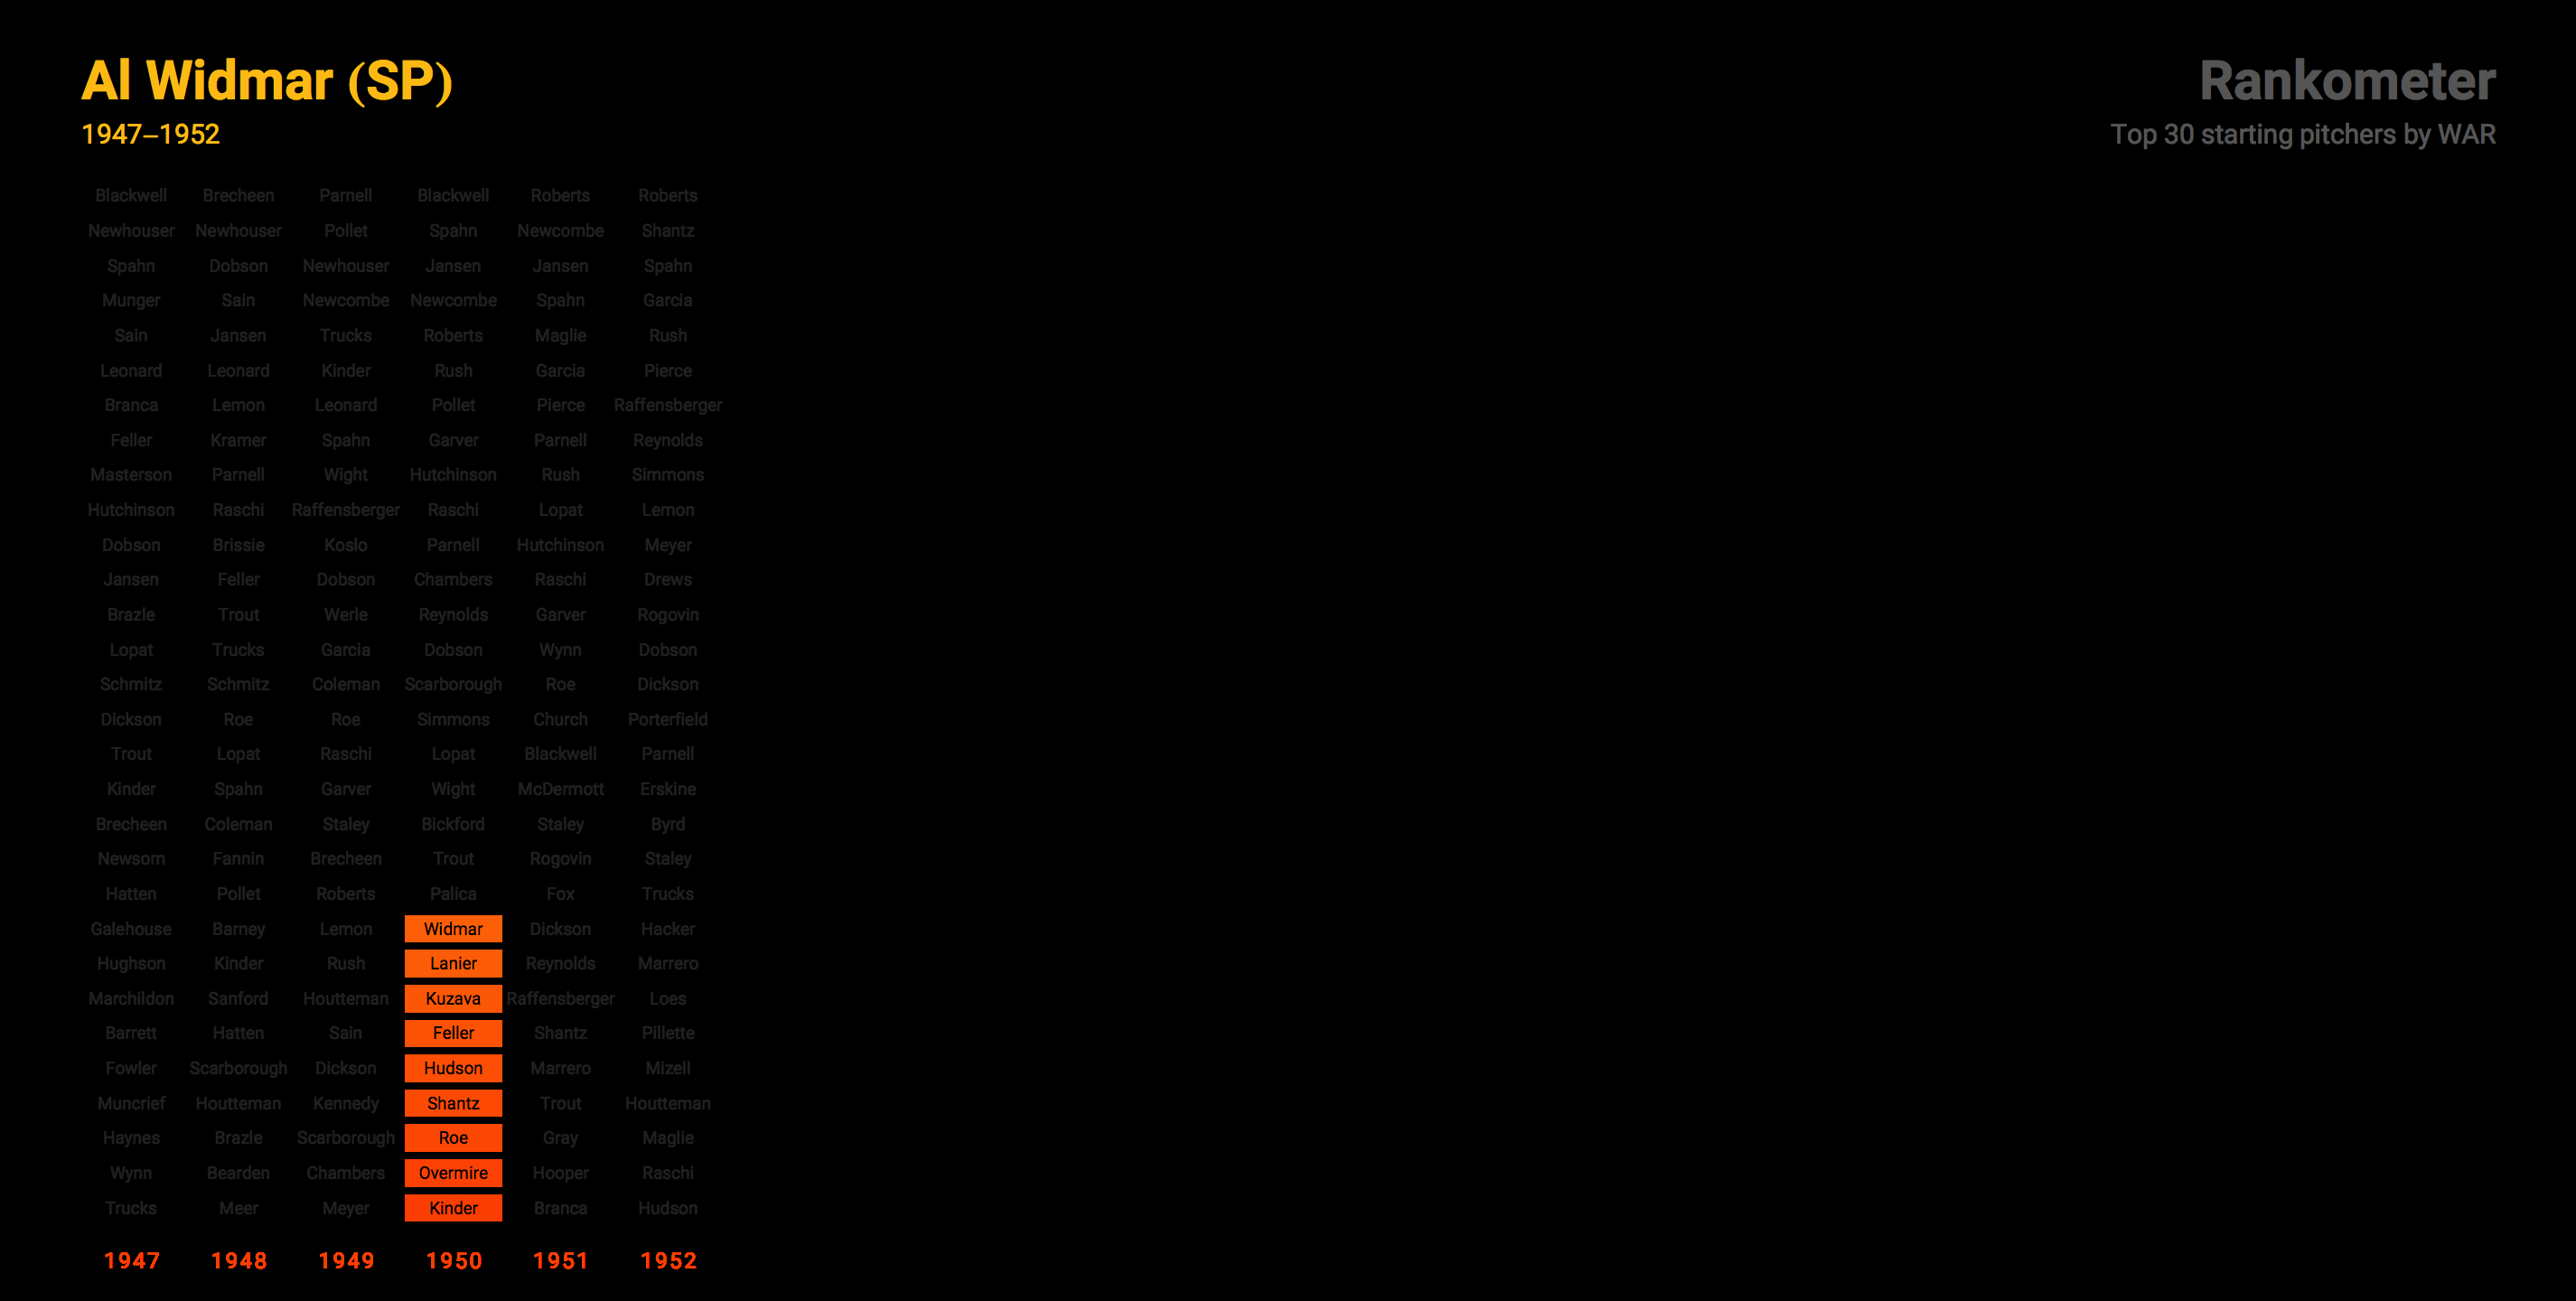 Al Widmar (SP)
1947–1952
Rankometer
Top 30 starting pitchers by WAR
Blackwell Brecheen Parnell Blackwell Roberts Roberts
Newhouser Newhouser Pollet Spahn Newcombe Shantz
Spahn Dobson Newhouser Jansen Jansen Spahn
Munger Sain Newcombe Newcombe Spahn Garcia
Sain Jansen Trucks Roberts Maglie Rush
Leonard Leonard Kinder Rush Garcia Pierce
Branca Lemon Leonard Pollet Pierce Raffensberger
Feller Kramer Spahn Garver Parnell Reynolds
Masterson Parnell Wight Hutchinson Rush Simmons
Hutchinson Raschi Raffensberger Raschi Lopat Lemon
Dobson Brissie Koslo Parnell Hutchinson Meyer
Jansen Feller Dobson Chambers Raschi Drews
Brazle Trout Werle Reynolds Garver Rogovin
Lopat Trucks Garcia Dobson Wynn Dobson
Schmitz Schmitz Coleman Scarborough Roe Dickson
Dickson Roe Roe Simmons Church Porterfield
Trout Lopat Raschi Lopat Blackwell Parnell
Kinder Spahn Garver Wight McDermott Erskine
Brecheen Coleman Staley Bickford Staley Byrd
Newsom Fannin Brecheen Trout Rogovin Staley
Hatten Pollet Roberts Palica Fox Trucks
Galehouse Barney Lemon Widmar Dickson Hacker
Hughson Kinder Rush Lanier Reynolds Marrero
Marchildon Sanford Houtteman Kuzava Raffensberger Loes
Barrett Hatten Sain Feller Shantz Pillette
Fowler Scarborough Dickson Hudson Marrero Mizell
Muncrief Houtteman Kennedy Shantz Trout Houtteman
Haynes Brazle Scarborough Roe Gray Maglie
Wynn Bearden Chambers Overmire Hooper Raschi
Trucks Meer Meyer Kinder Branca Hudson
1947 1948 1949 1950 1951 1952